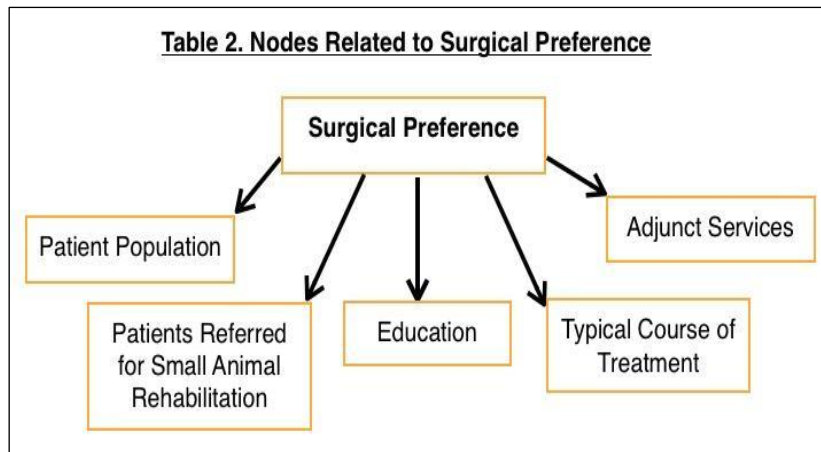 Table 2. Nodes Related to Surgical Preference
Surgical Preference
Patient Population
Adjunct Services
Patients Referred
for Small Animal
Rehabilitation
Education
Typical Course of
Treatment